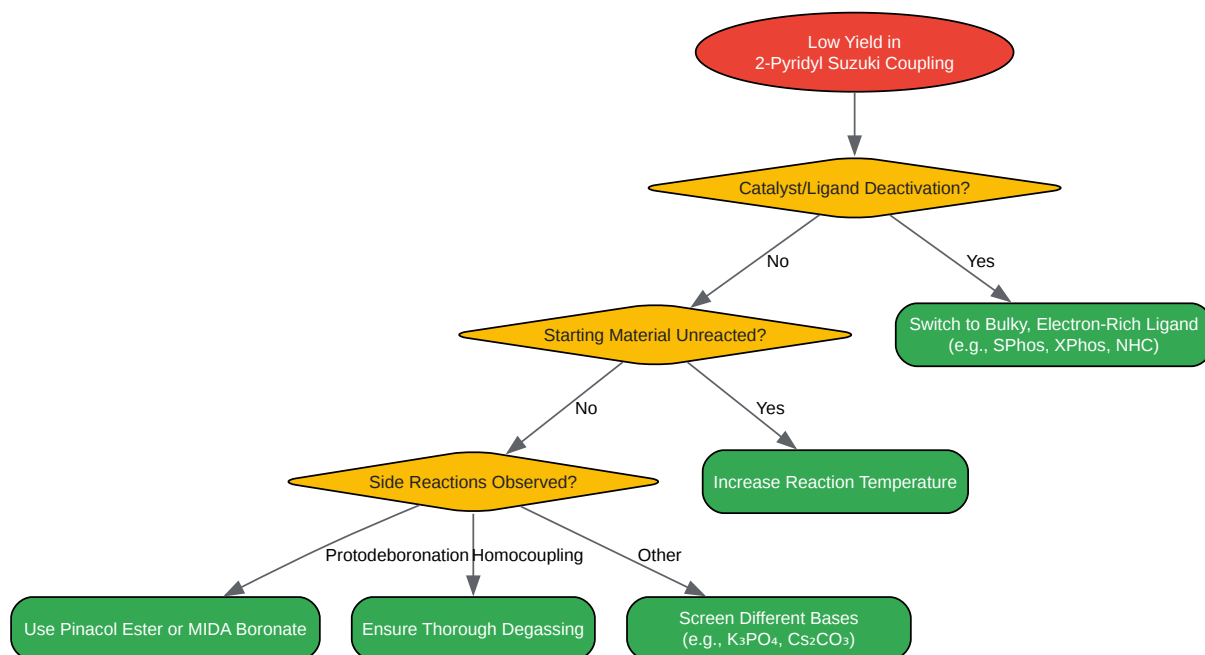 Low Yield in
2-Pyridyl Suzuki Coupling
Catalyst/Ligand Deactivation?
No
Yes
Switch to Bulky, Electron-Rich Ligand
(e.g., SPhos, XPhos, NHC)
Starting Material Unreacted?
No
Yes
Increase Reaction Temperature
Side Reactions Observed?
Protodeboronation
Homocoupling
Other
Use Pinacol Ester or MIDA Boronate
Ensure Thorough Degassing
Screen Different Bases
(e.g., K₃PO₄, Cs₂CO₃)